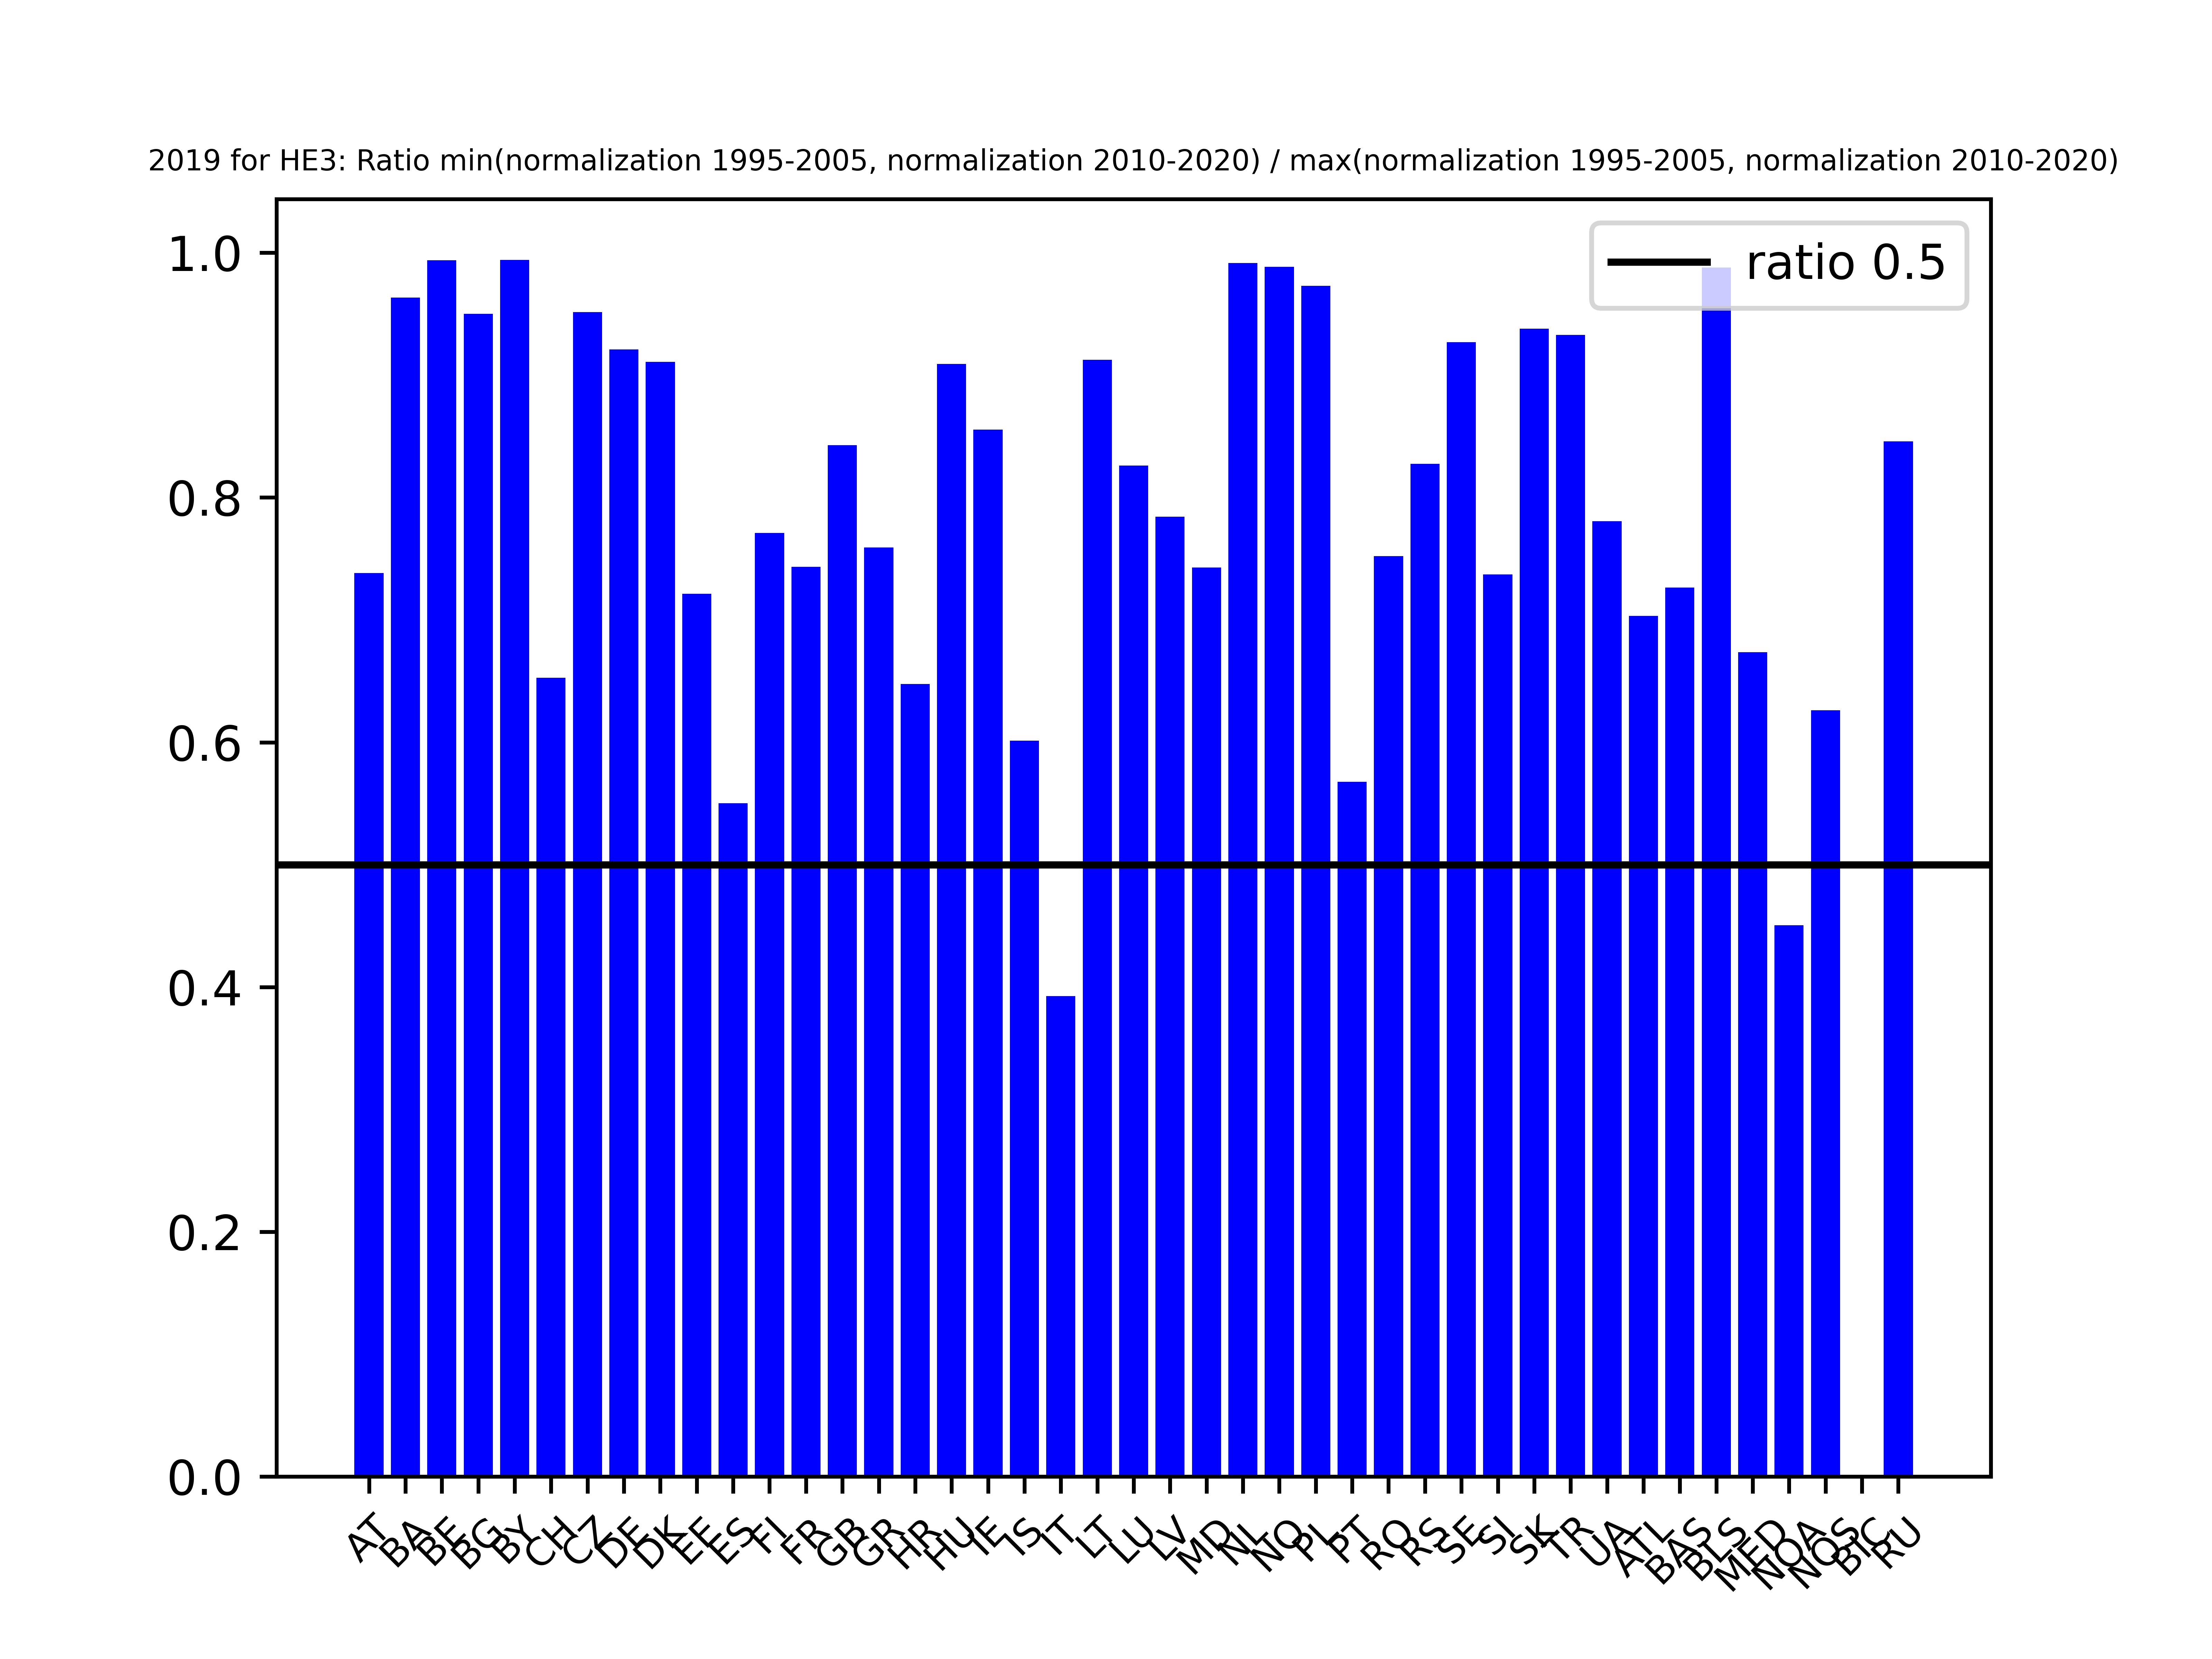 2019 for HE3: Ratio min(normalization 1995-2005, normalization 2010-2020) / max(normalization 1995-2005, normalization 2010-2020)
ratio 0.5
1.0
0.8
0.6
0.4
0.2
0.0
AT BA BE BG BY CH CZ DE DK EE ES FI FR GB GR HR HU IE IS IT LT LU LV MD NL NO PL PT RO RS SE SI SK TR UA ATL BAS BLS MED NOA NOS BIC RU